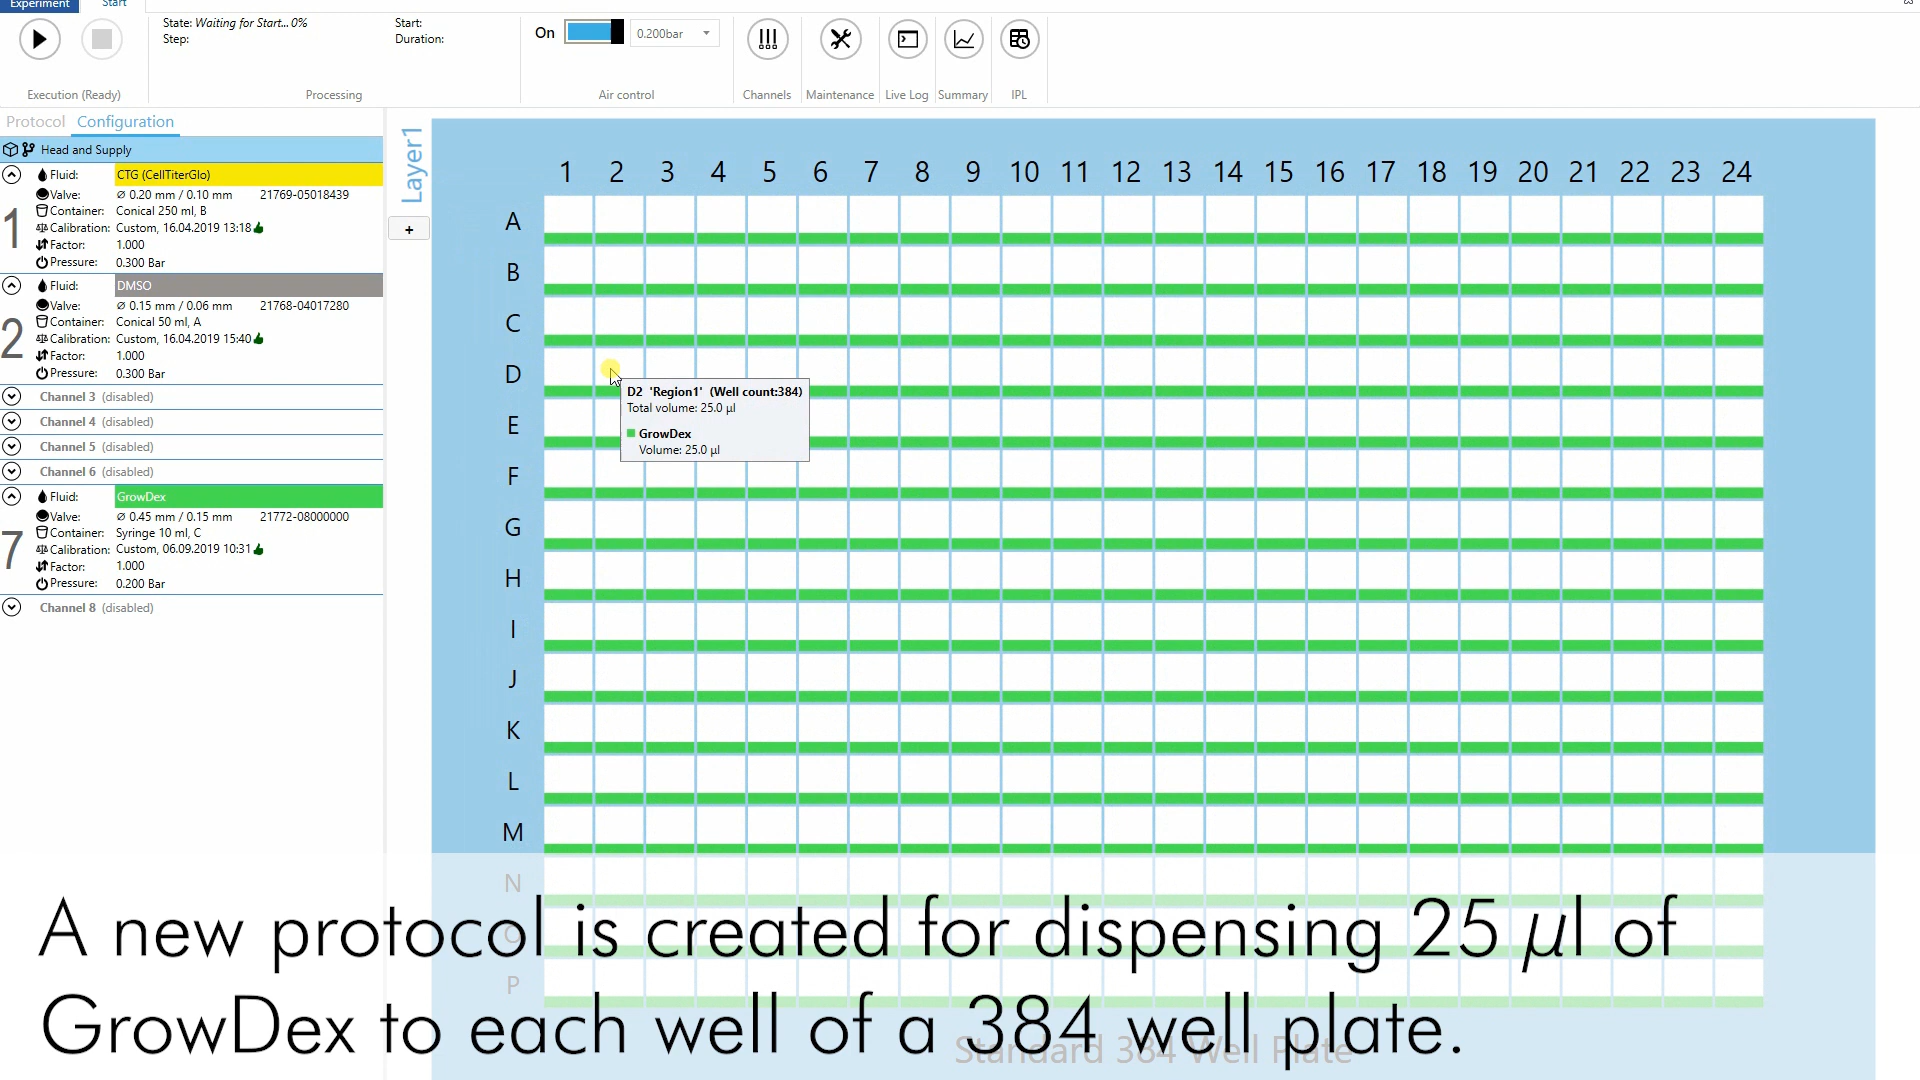 Experiment Start
State: Waiting for Start... 0%
Step:
Start:
Duration:
On
0.200bar
Execution (Ready)
Processing
Air control
Channels
Maintenance
Live Log
Summary
IPL
Protocol Configuration
Head and Supply
1
Fluid: CTG (CellTiterGlo)
Valve: ⌀ 0.20 mm / 0.10 mm 21769-05018439
Container: Conical 250 ml, B
Calibration: Custom, 16.04.2019 13:18
Factor: 1.000
Pressure: 0.300 Bar
2
Fluid: DMSO
Valve: ⌀ 0.15 mm / 0.06 mm 21768-04017280
Container: Conical 50 ml, A
Calibration: Custom, 16.04.2019 15:40
Factor: 1.000
Pressure: 0.300 Bar
Channel 3 (disabled)
Channel 4 (disabled)
Channel 5 (disabled)
Channel 6 (disabled)
7
Fluid: GrowDex
Valve: ⌀ 0.45 mm / 0.15 mm 21772-08000000
Container: Syringe 10 ml, C
Calibration: Custom, 06.09.2019 10:31
Factor: 1.000
Pressure: 0.200 Bar
Channel 8 (disabled)
Layer1
+
1 2 3 4 5 6 7 8 9 10 11 12 13 14 15 16 17 18 19 20 21 22 23 24
A
B
C
D
E
F
G
H
I
J
K
L
M
N
O
P
D2 'Region1' (Well count:384)
Total volume: 25.0 µl
GrowDex
Volume: 25.0 µl
Standard 384 Well Plate
A new protocol is created for dispensing 25 µl of
GrowDex to each well of a 384 well plate.